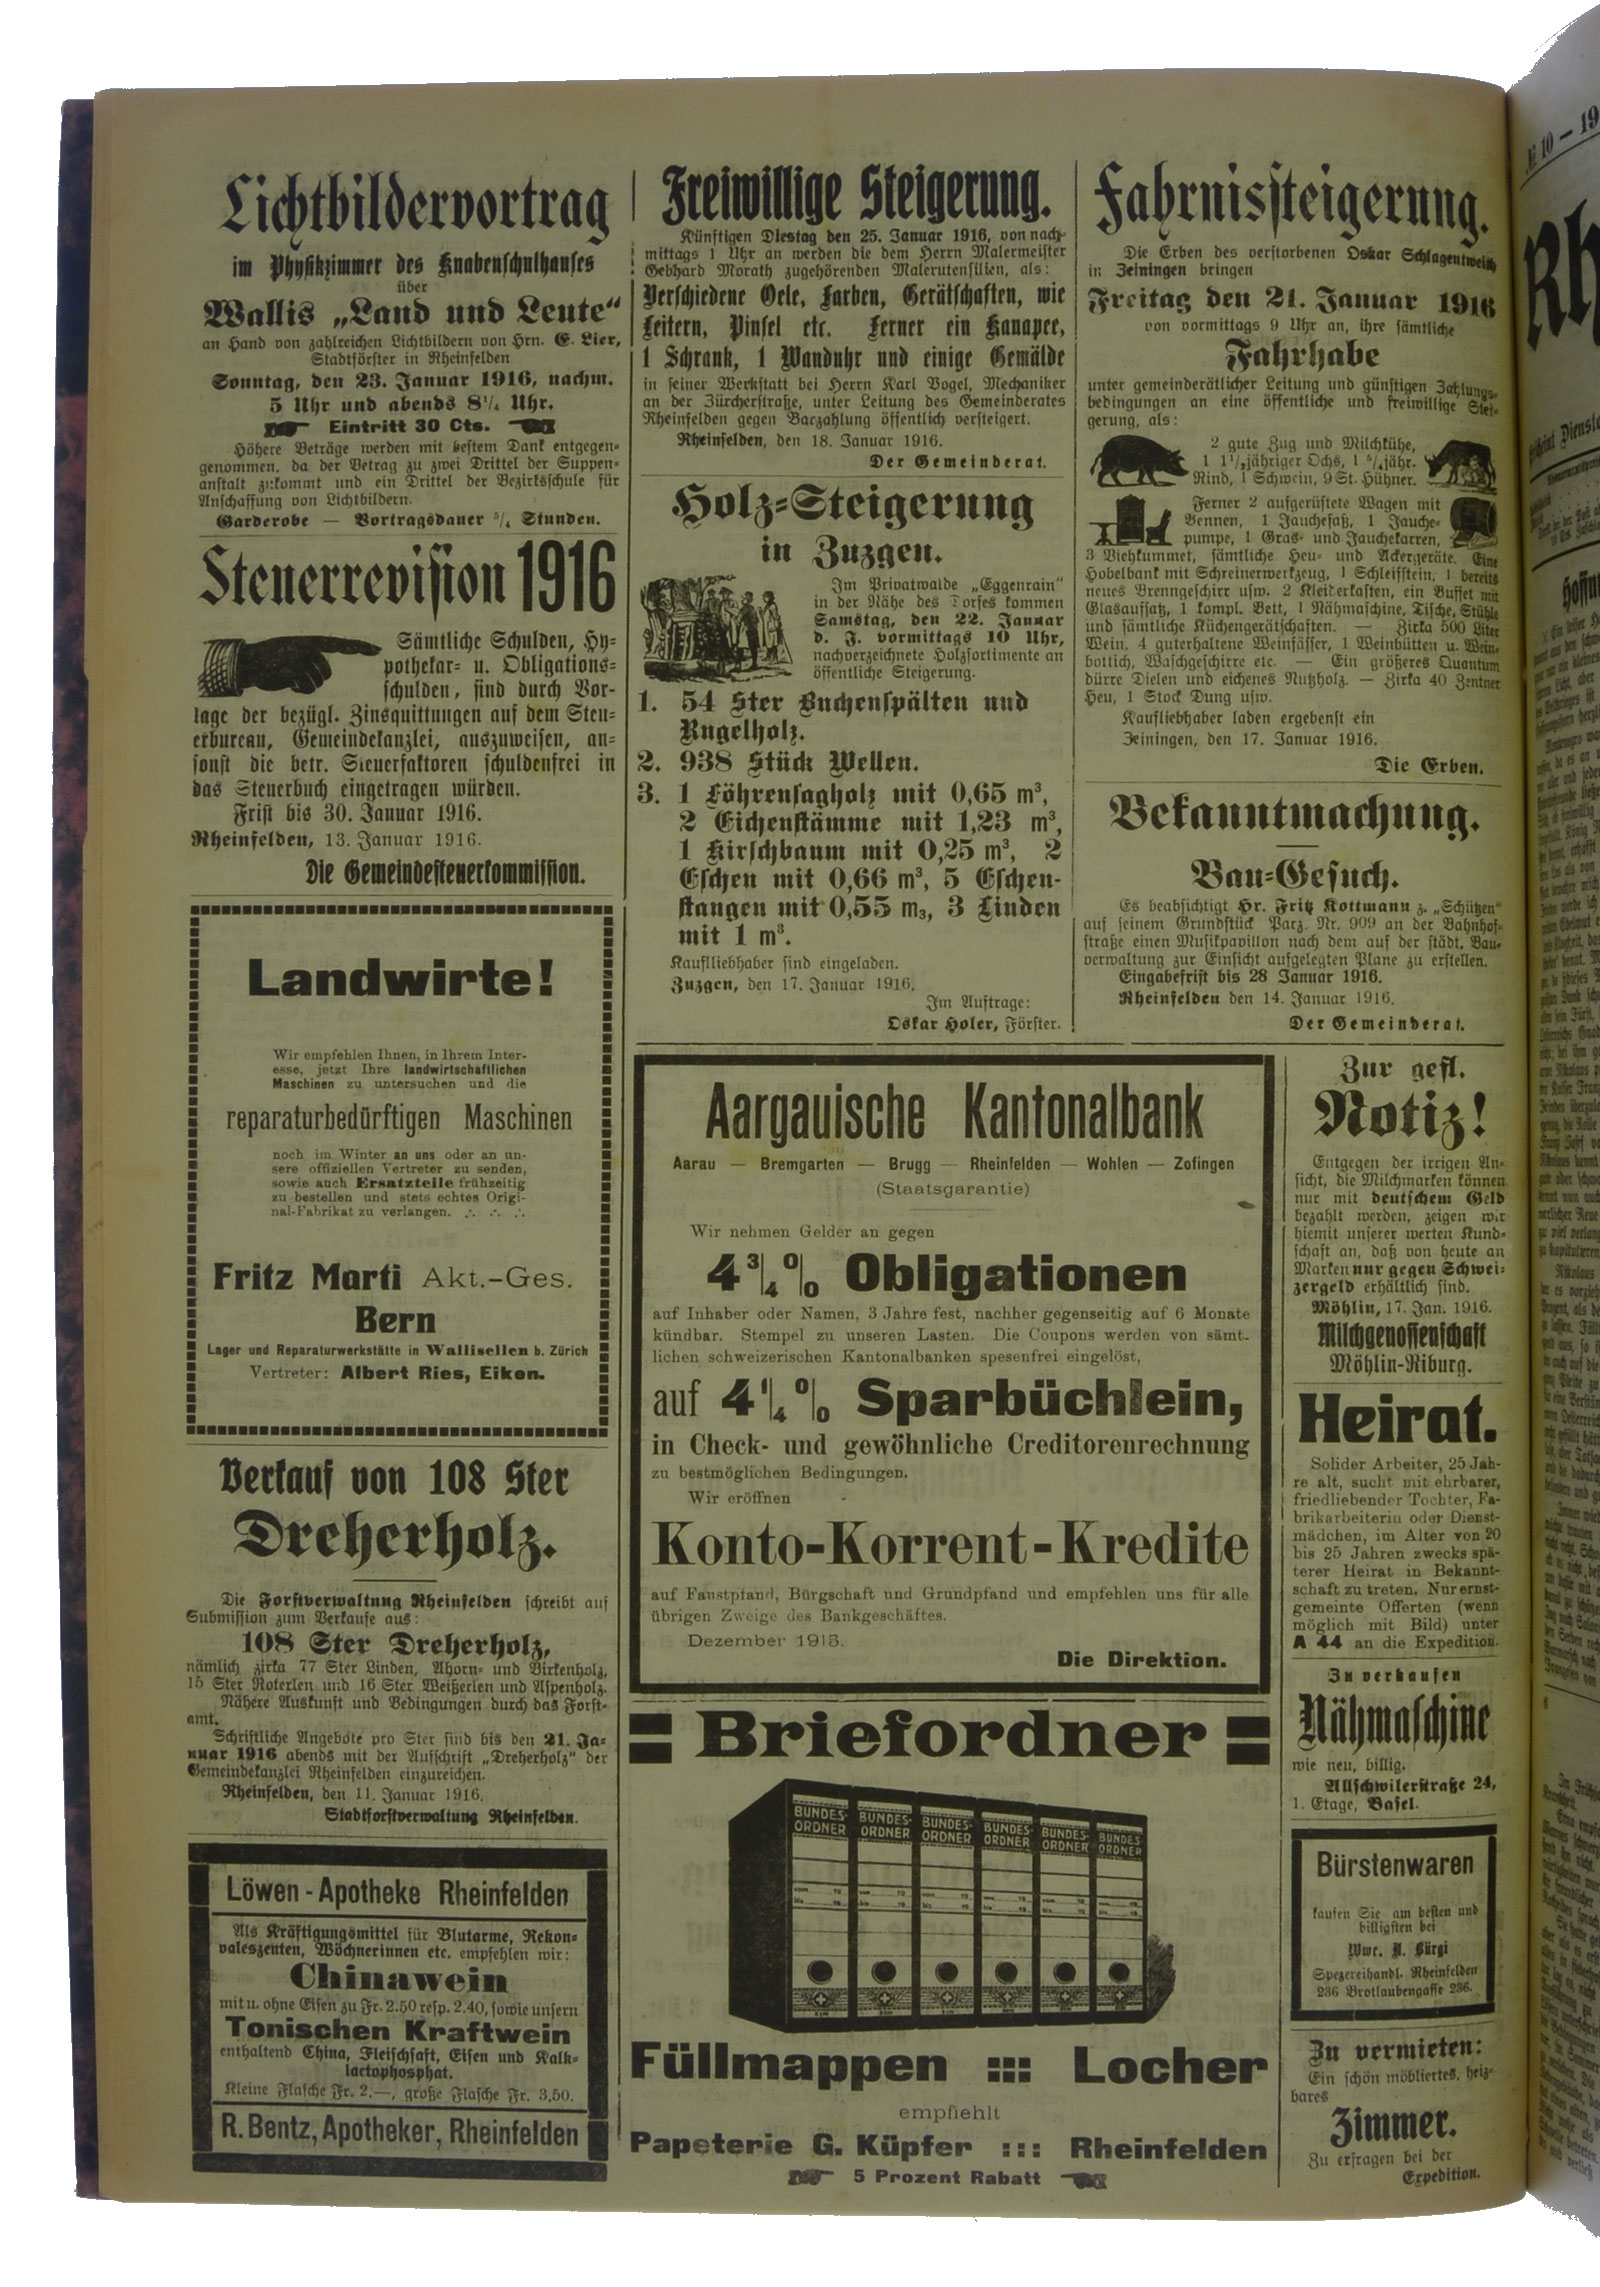 Lichtbildervortrag
im Physikzimmer des Knabenschulhauses
über
Wallis „Land und Leute“
an Hand von zahlreichen Lichtbildern von Hrn. E. Lier,
Stadtförster in Rheinfelden
Sonntag, den 23. Januar 1916, nachm.
5 Uhr und abends 8¼ Uhr.
Eintritt 30 Cts.
Höhere Beträge werden mit bestem Dank entgegen-
genommen, da der Betrag zu zwei Drittel der Suppen-
anstalt zukommt und ein Drittel der Bezirksschule für
Anschaffung von Lichtbildern.
Garderobe — Vortragsdauer 5/4 Stunden.
Steuerrevision 1916
Sämtliche Schulden, Hy-
pothekar- u. Obligations-
schulden, sind durch Vor-
lage der bezügl. Zinsquittungen auf dem Steu-
erbureau, Gemeindekanzlei, auszuweisen, an-
sonst die betr. Steuerfaktoren schuldenfrei in
das Steuerbuch eingetragen würden.
Frist bis 30. Januar 1916.
Rheinfelden, 13. Januar 1916.
Die Gemeindesteuerkommission.
Landwirte!
Wir empfehlen Ihnen, in Ihrem Inter-
esse, jetzt Ihre landwirtschaftlichen
Maschinen zu untersuchen und die
reparaturbedürftigen Maschinen
noch im Winter an uns oder an un-
sere offiziellen Vertreter zu senden,
sowie auch Ersatzteile frühzeitig
zu bestellen und stets echtes Origi-
nal-Fabrikat zu verlangen. ∴ ∴ ∴
Fritz Marti Akt.-Ges.
Bern
Lager und Reparaturwerkstätte in Wallisellen b. Zürich
Vertreter: Albert Ries, Eiken.
Verkauf von 108 Ster
Dreherholz.
Die Forstverwaltung Rheinfelden schreibt auf
Submission zum Verkaufe aus:
108 Ster Dreherholz,
nämlich zirka 77 Ster Linden, Ahorn- und Birkenholz,
15 Ster Roterlen und 16 Ster Weißerlen und Aspenholz.
Nähere Auskunft und Bedingungen durch das Forst-
amt.
Schriftliche Angebote pro Ster sind bis den 21. Ja-
nuar 1916 abends mit der Aufschrift „Dreherholz“ der
Gemeindekanzlei Rheinfelden einzureichen.
Rheinfelden, den 11. Januar 1916.
Stadtforstverwaltung Rheinfelden.
Löwen-Apotheke Rheinfelden
Als Kräftigungsmittel für Blutarme, Rekon-
valeszenten, Wöchnerinnen etc. empfehlen wir:
Chinawein
mit u. ohne Eisen zu Fr. 2.50 resp. 2.40, sowie unsern
Tonischen Kraftwein
enthaltend China, Fleischsaft, Eisen und Kalk-
lactophosphat.
Kleine Flasche Fr. 2.—, große Flasche Fr. 3.50.
R. Bentz, Apotheker, Rheinfelden
Freiwillige Steigerung.
Künftigen Diestag den 25. Januar 1916, von nach-
mittags 1 Uhr an werden die dem Herrn Malermeister
Gebhard Morath zugehörenden Malerutensilien, als:
Verschiedene Oele, Farben, Gerätschaften, wie
Leitern, Pinsel etc. Ferner ein Kanapee,
1 Schrank, 1 Wanduhr und einige Gemälde
in seiner Werkstatt bei Herrn Karl Vogel, Mechaniker
an der Zürcherstraße, unter Leitung des Gemeinderates
Rheinfelden gegen Barzahlung öffentlich versteigert.
Rheinfelden, den 18. Januar 1916.
Der Gemeinderat.
Holz-Steigerung
in Zuzgen.
Im Privatwalde „Eggenrain“
in der Nähe des Dorfes kommen
Samstag, den 22. Januar
d. J. vormittags 10 Uhr,
nachverzeichnete Holzsortimente an
öffentliche Steigerung.
1. 54 Ster Buchenspälten und
Rugelholz.
2. 938 Stück Wellen.
3. 1 Föhrensagholz mit 0,65 m³,
2 Eichenstämme mit 1,23 m³,
1 Kirschbaum mit 0,25 m³, 2
Eschen mit 0,66 m³, 5 Eschen-
stangen mit 0,55 m₃, 3 Linden
mit 1 m³.
Kaufliebhaber sind eingeladen.
Zuzgen, den 17. Januar 1916.
Im Auftrage:
Oskar Holer, Förster.
Fahrnissteigerung.
Die Erben des verstorbenen Oskar Schlagentweith
in Zeiningen bringen
Freitag den 21. Januar 1916
von vormittags 9 Uhr an, ihre sämtliche
Fahrhabe
unter gemeinderätlicher Leitung und günstigen Zahlungs-
bedingungen an eine öffentliche und freiwillige Stei-
gerung, als:
2 gute Zug und Milchkühe,
1 1½jähriger Ochs, 1 5/4jähr.
Rind, 1 Schwein, 9 St. Hühner.
Ferner 2 aufgerüstete Wagen mit
Bennen, 1 Jauchefaß, 1 Jauche-
pumpe, 1 Gras- und Jauchekarren,
3 Viehkummet, sämtliche Heu- und Ackergeräte. Eine
Hobelbank mit Schreinerwerkzeug, 1 Schleifstein, 1 bereits
neues Brenngeschirr usw. 2 Kleiderkasten, ein Buffet mit
Glasaufsatz, 1 kompl. Bett, 1 Nähmaschine, Tische, Stühle
und sämtliche Küchengerätschaften. — Zirka 500 Liter
Wein. 4 guterhaltene Weinfässer, 1 Weinbütten u. Wein-
bottich, Waschgeschirre etc. — Ein größeres Quantum
dürre Dielen und eichenes Nutzholz. — Zirka 40 Zentner
Heu, 1 Stock Dung usw.
Kaufliebhaber laden ergebenst ein
Zeiningen, den 17. Januar 1916.
Die Erben.
Bekanntmachung.
Bau-Gesuch.
Es beabsichtigt Hr. Fritz Kottmann z. „Schützen“
auf seinem Grundstück Parz. Nr. 909 an der Bahnhof-
straße einen Musikpavillon nach dem auf der städt. Bau-
verwaltung zur Einsicht aufgelegten Plane zu erstellen.
Eingabefrist bis 28 Januar 1916.
Rheinfelden den 14. Januar 1916.
Der Gemeinderat.
Aargauische Kantonalbank
Aarau — Bremgarten — Brugg — Rheinfelden — Wohlen — Zofingen
(Staatsgarantie)
Wir nehmen Gelder an gegen
4¾% Obligationen
auf Inhaber oder Namen, 3 Jahre fest, nachher gegenseitig auf 6 Monate
kündbar. Stempel zu unseren Lasten. Die Coupons werden von sämt-
lichen schweizerischen Kantonalbanken spesenfrei eingelöst,
auf 4¼% Sparbüchlein,
in Check- und gewöhnliche Creditorenrechnung
zu bestmöglichen Bedingungen.
Wir eröffnen
Konto-Korrent-Kredite
auf Faustpfand, Bürgschaft und Grundpfand und empfehlen uns für alle
übrigen Zweige des Bankgeschäftes.
Dezember 1915.
Die Direktion.
Briefordner
BUNDES-ORDNER BUNDES-ORDNER BUNDES-ORDNER BUNDES-ORDNER BUNDES-ORDNER BUNDES-ORDNER
Füllmappen ::: Locher
empfiehlt
Papeterie G. Küpfer ::: Rheinfelden
5 Prozent Rabatt
Zur gefl.
Notiz!
Entgegen der irrigen An-
sicht, die Milchmarken können
nur mit deutschem Geld
bezahlt werden, zeigen wir
hiemit unserer werten Kund-
schaft an, daß von heute an
Marken nur gegen Schwei-
zergeld erhältlich sind.
Möhlin, 17. Jan. 1916.
Milchgenossenschaft
Möhlin-Riburg.
Heirat.
Solider Arbeiter, 25 Jah-
re alt, sucht mit ehrbarer,
friedliebender Tochter, Fa-
brikarbeiterin oder Dienst-
mädchen, im Alter von 20
bis 25 Jahren zwecks spä-
terer Heirat in Bekannt-
schaft zu treten. Nur ernst-
gemeinte Offerten (wenn
möglich mit Bild) unter
A 44 an die Expedition.
Zu verkaufen
Nähmaschine
wie neu, billig.
Allschwilerstraße 24,
1. Etage, Basel.
Bürstenwaren
kaufen Sie am besten und
billigsten bei
Wwe. A. Bürgi
Spezereihandl. Rheinfelden
236 Brotlaubengasse 236.
Zu vermieten:
Ein schön möbliertes, heiz-
bares
Zimmer.
Zu erfragen bei der
Expedition.
№ 10 — 19
Rh